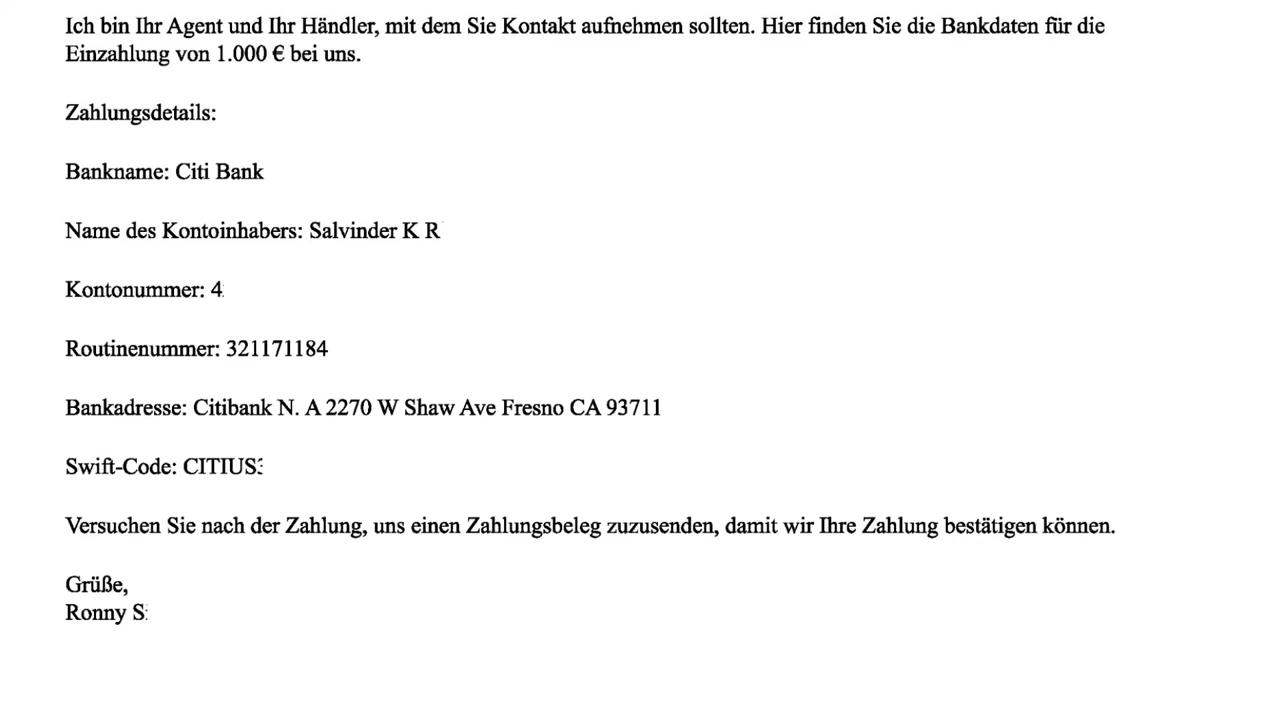 Ich bin Ihr Agent und Ihr Händler, mit dem Sie Kontakt aufnehmen sollten. Hier finden Sie die Bankdaten für die
Einzahlung von 1.000 € bei uns.
Zahlungsdetails:
Bankname: Citi Bank
Name des Kontoinhabers: Salvinder K R
Kontonummer: 4
Routinenummer: 321171184
Bankadresse: Citibank N. A 2270 W Shaw Ave Fresno CA 93711
Swift-Code: CITIUS
Versuchen Sie nach der Zahlung, uns einen Zahlungsbeleg zuzusenden, damit wir Ihre Zahlung bestätigen können.
Grüße,
Ronny S